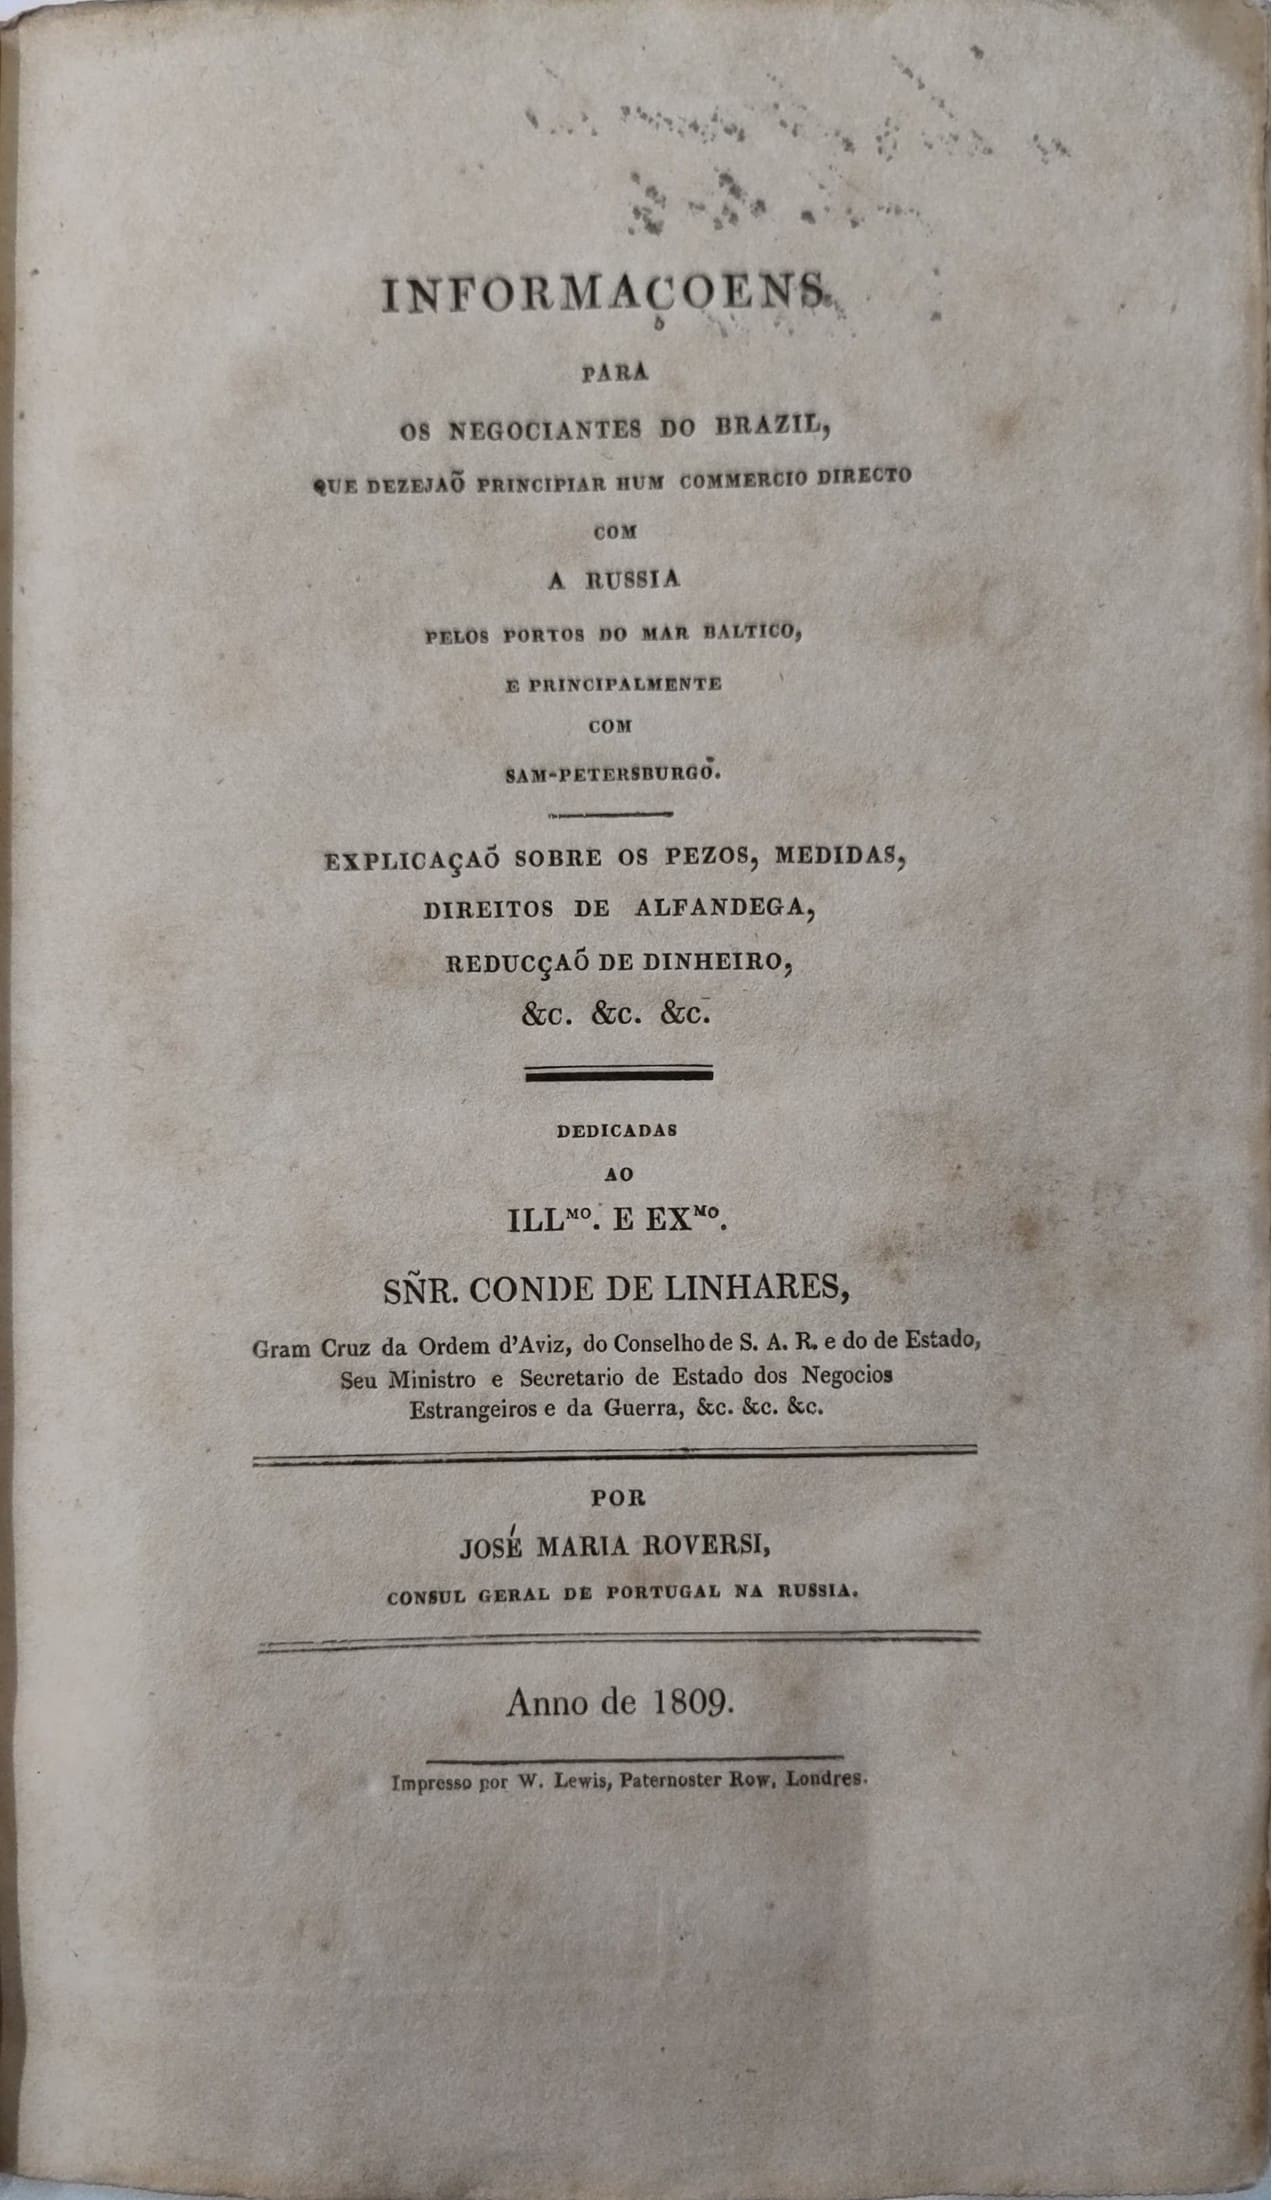 INFORMAÇOENS
PARA
OS NEGOCIANTES DO BRAZIL,
QUE DEZEJAÕ PRINCIPIAR HUM COMMERCIO DIRECTO
COM
A RUSSIA
PELOS PORTOS DO MAR BALTICO,
E PRINCIPALMENTE
COM
SAM-PETERSBURGO.
EXPLICAÇAÕ SOBRE OS PEZOS, MEDIDAS,
DIREITOS DE ALFANDEGA,
REDUCÇAÕ DE DINHEIRO,
&c. &c. &c.
DEDICADAS
AO
ILLᴹᴼ. E EXᴹᴼ.
SÑR. CONDE DE LINHARES,
Gram Cruz da Ordem d'Aviz, do Conselho de S. A. R. e do de Estado,
Seu Ministro e Secretario de Estado dos Negocios
Estrangeiros e da Guerra, &c. &c. &c.
POR
JOSÉ MARIA ROVERSI,
CONSUL GERAL DE PORTUGAL NA RUSSIA.
Anno de 1809.
Impresso por W. Lewis, Paternoster Row, Londres.